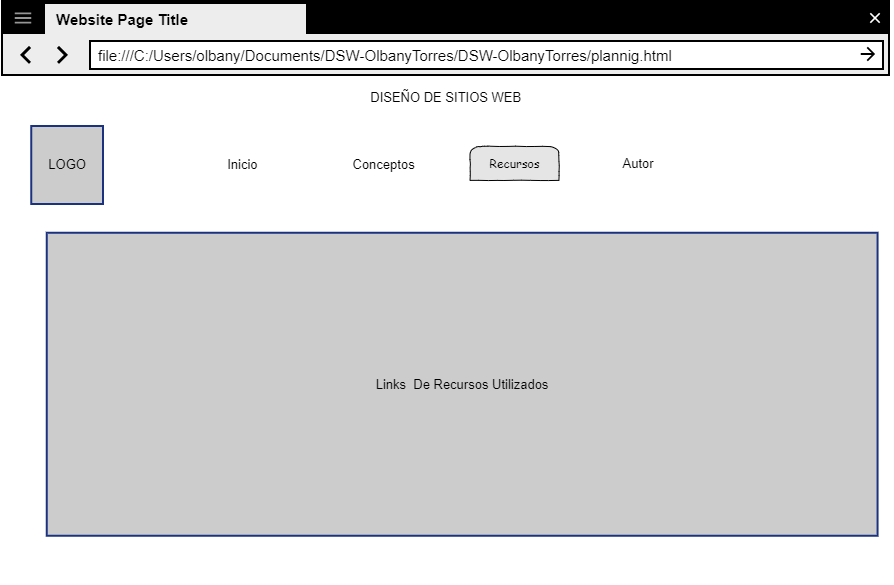 Website Page Title
file:///C:/Users/olbany/Documents/DSW-OlbanyTorres/DSW-OlbanyTorres/plannig.html
DISEÑO DE SITIOS WEB
LOGO Inicio Conceptos Recursos Autor
Links De Recursos Utilizados